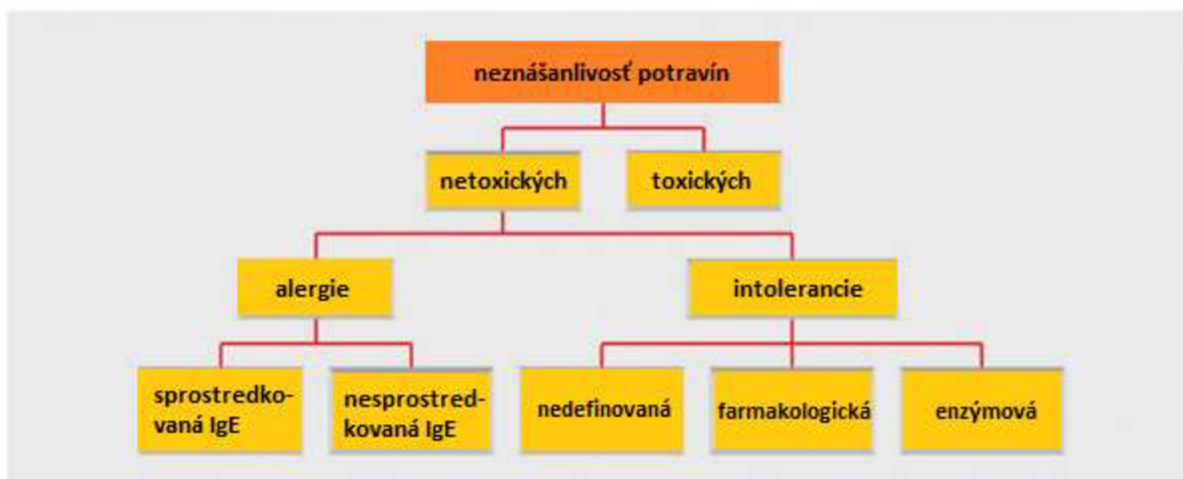 neznášanlivosť potravín
netoxických
toxických
alergie
intolerancie
sprostredko-
vaná IgE
nesprostred-
kovaná IgE
nedefinovaná
farmakologická
enzýmová